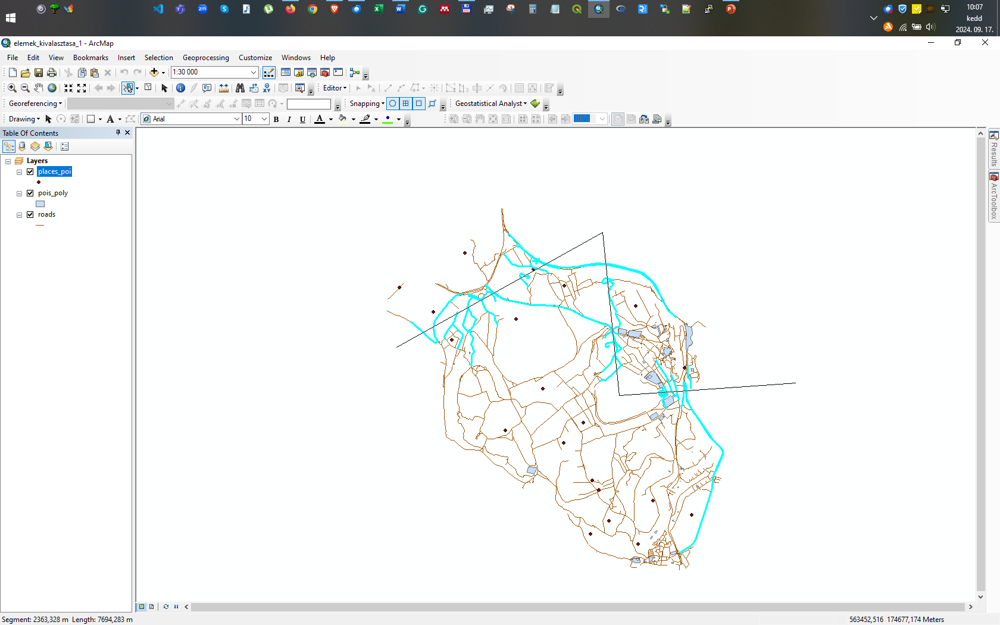 10:07
kedd
2024. 09. 17.
elemek_kivalasztasa_1 - ArcMap
File Edit View Bookmarks Insert Selection Geoprocessing Customize Windows Help
1:30 000
Editor
Georeferencing Snapping Geostatistical Analyst
Drawing Arial 10 B I U A 100%
Table Of Contents
Layers
places_poi
pois_poly
roads
Results
ArcToolbox
Segment: 2363,328 m Length: 7694,283 m 563452,516 174677,174 Meters